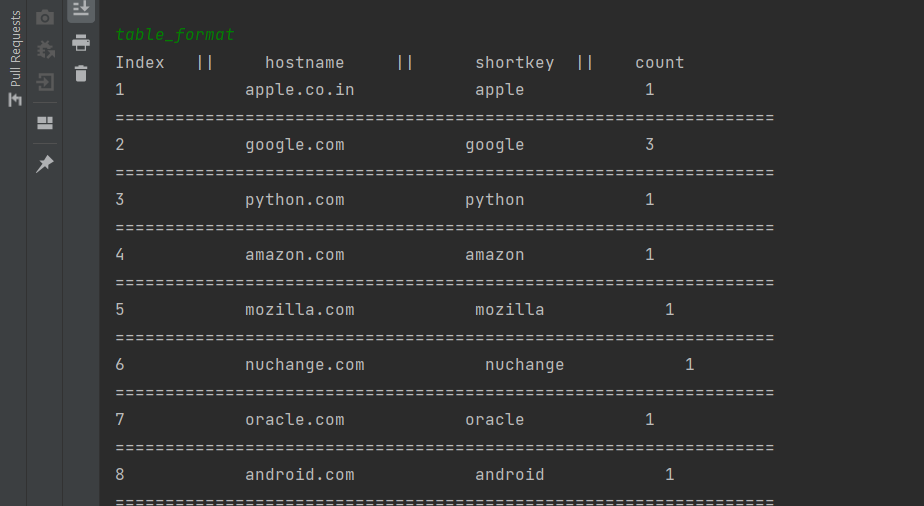 Pull Requests
table_format
Index   ||     hostname     ||      shortkey  ||    count
1            apple.co.in            apple            1
==================================================================
2            google.com            google            3
==================================================================
3            python.com            python            1
==================================================================
4            amazon.com            amazon            1
==================================================================
5            mozilla.com            mozilla            1
==================================================================
6            nuchange.com            nuchange            1
==================================================================
7            oracle.com            oracle            1
==================================================================
8            android.com            android            1
==================================================================